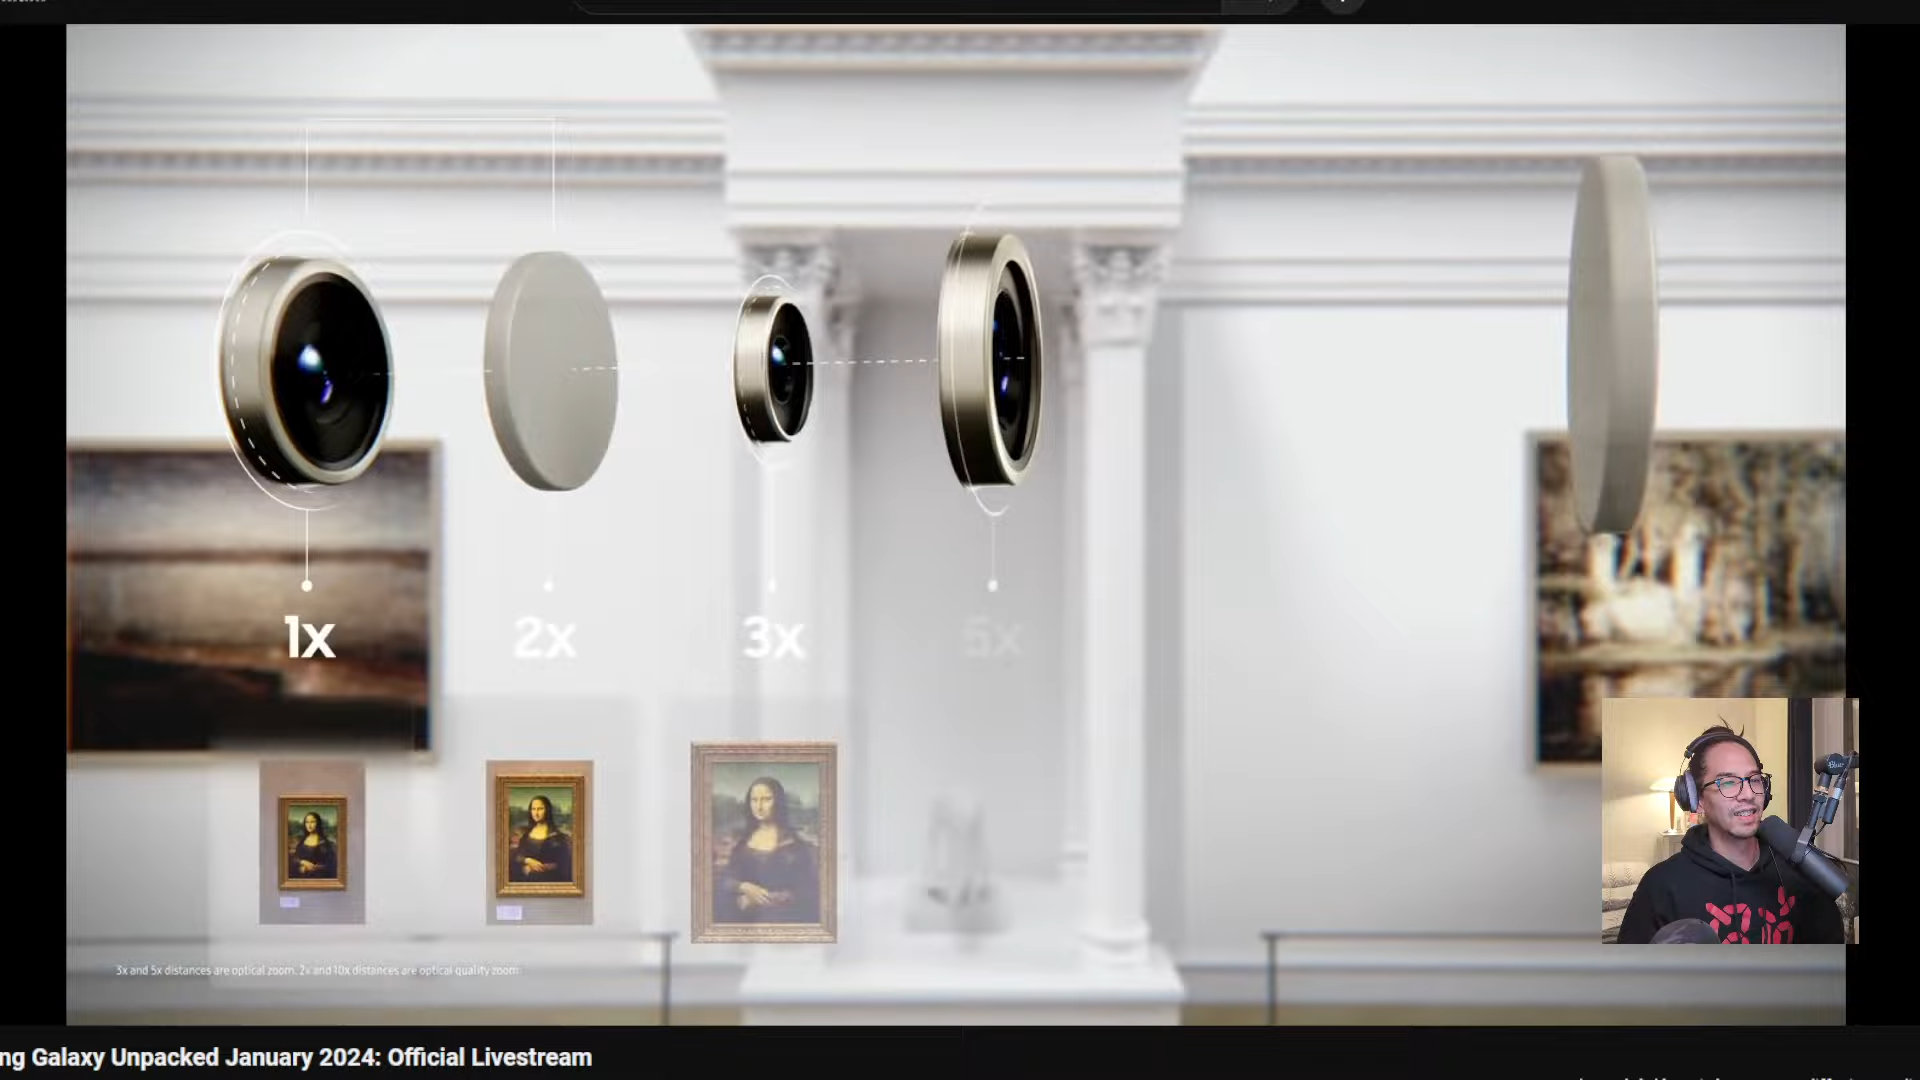 1x
2x
3x
5x
3x and 5x distances are optical zoom. 2x and 10x distances are optical quality zoom.
ng Galaxy Unpacked January 2024: Official Livestream